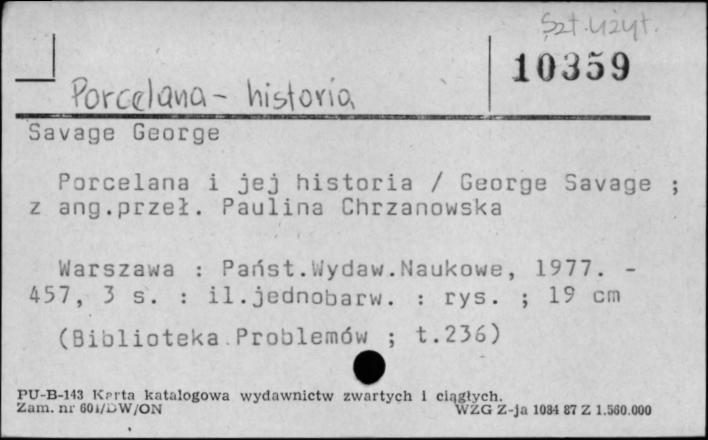 Szt. użyt.
10359
Porcelana - historia
Savage George
Porcelana i jej historia / George Savage ;
z ang.przeł. Paulina Chrzanowska
Warszawa : Państ.Wydaw.Naukowe, 1977. -
457, 3 s. : il.jednobarw. : rys. ; 19 cm
(Biblioteka Problemów ; t.236)
PU-B-143 Karta katalogowa wydawnictw zwartych i ciągłych.
Zam. nr 601/DW/ON WZG Z-ja 1084 87 Z 1.560.000